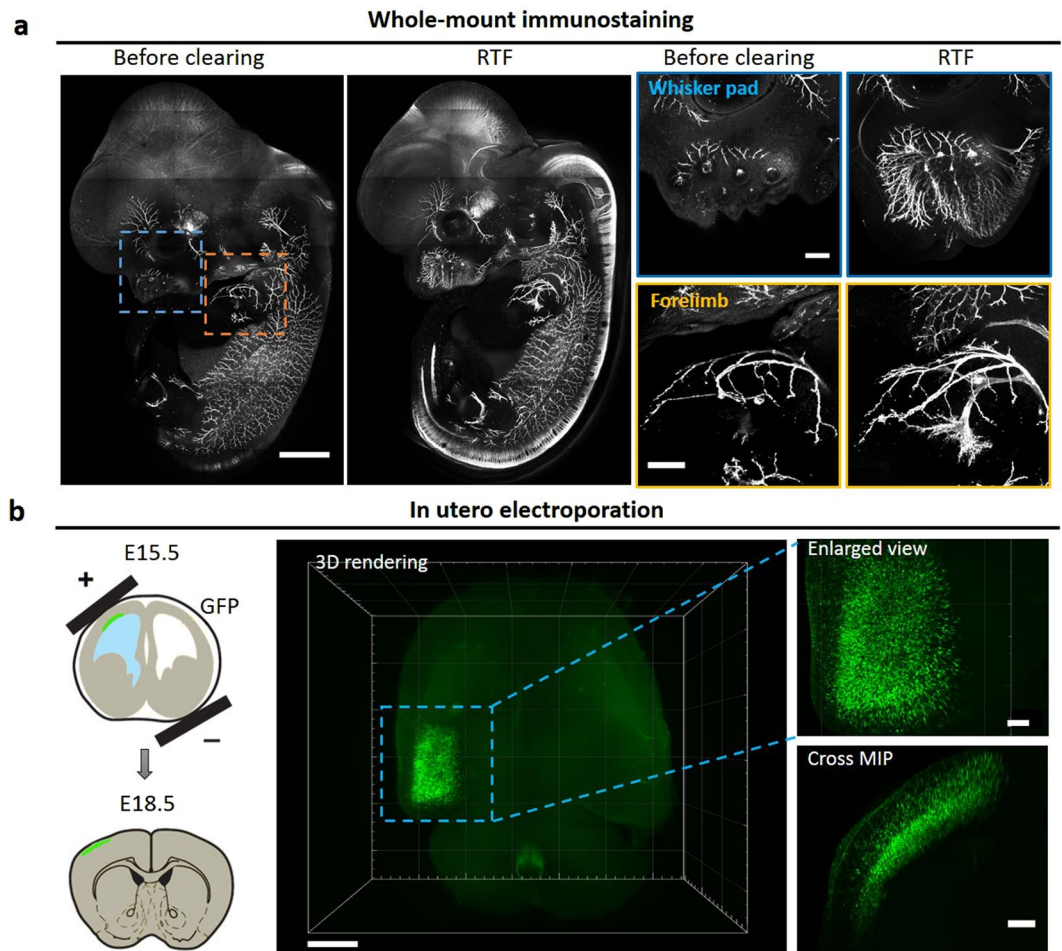 a
Whole-mount immunostaining
Before clearing
RTF
Before clearing
RTF
Whisker pad
Forelimb
b
In utero electroporation
E15.5
+
GFP
–
E18.5
3D rendering
Enlarged view
Cross MIP